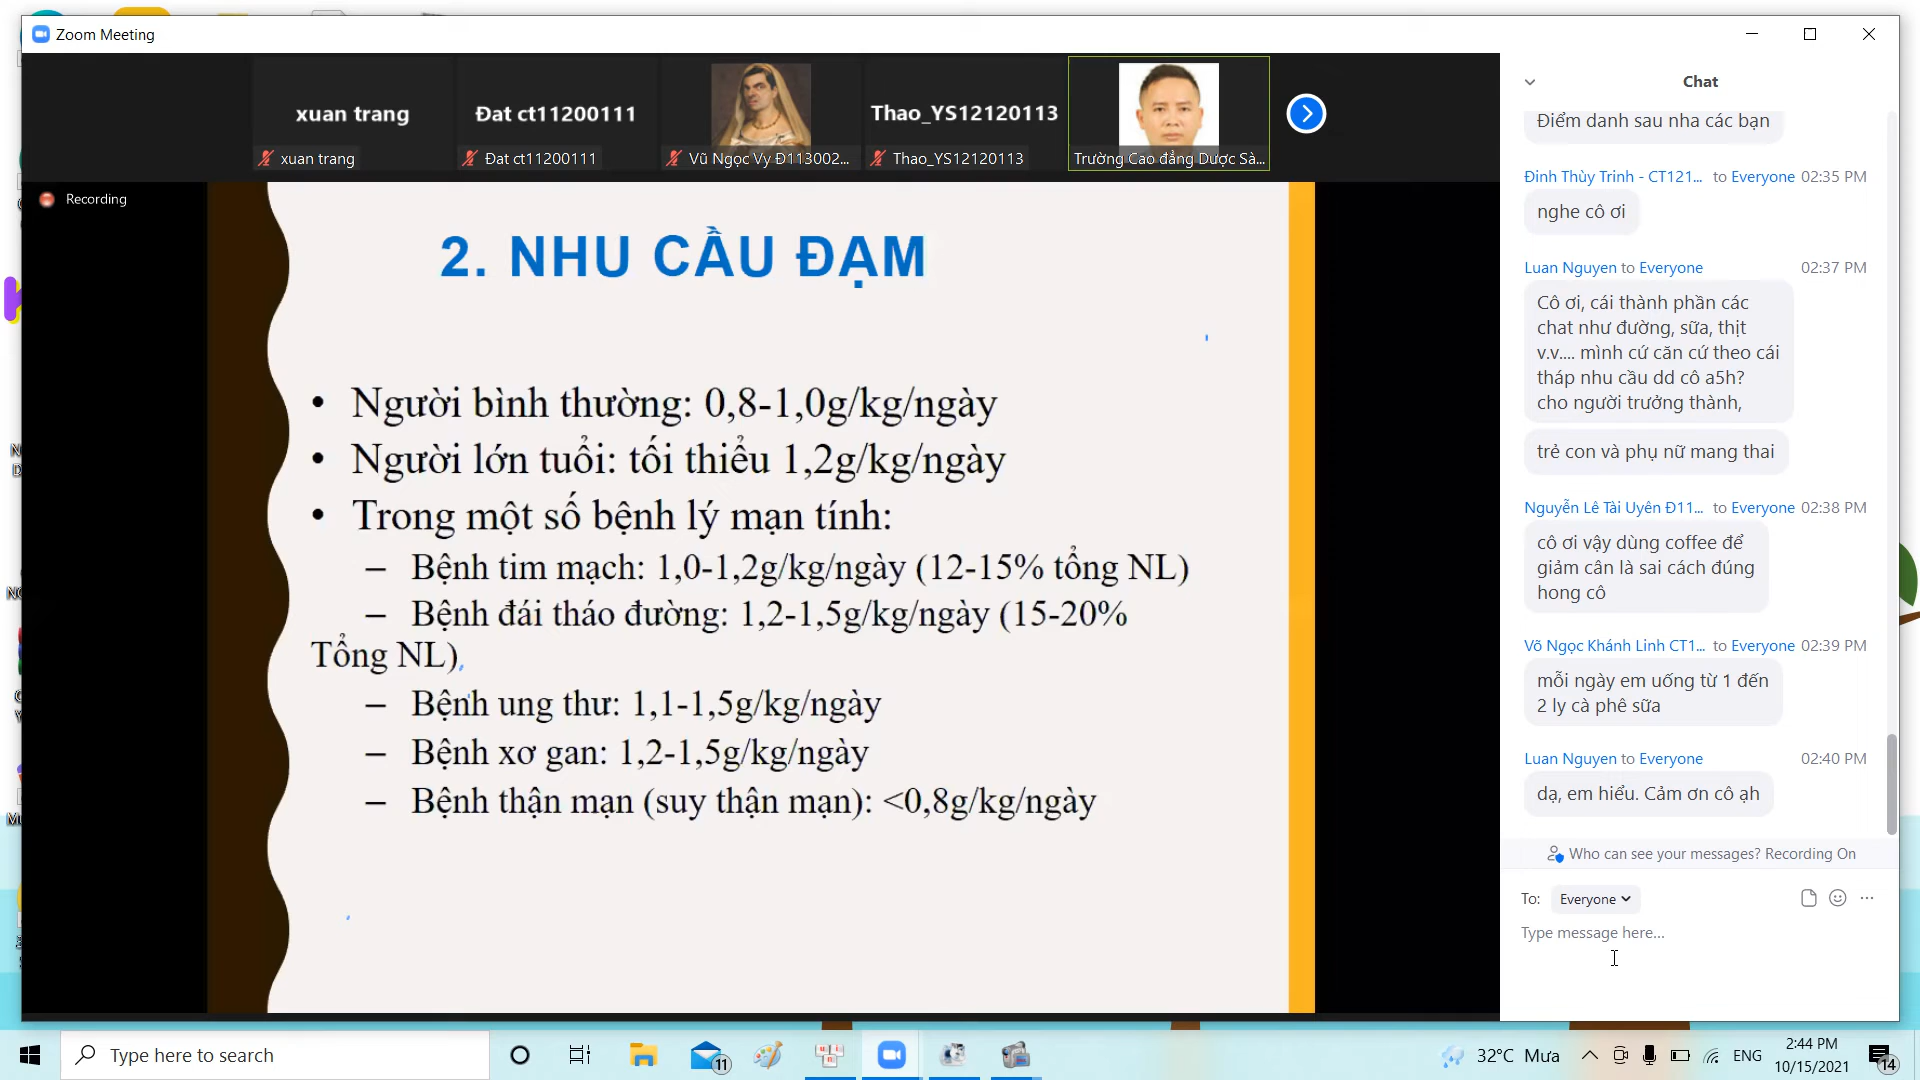 Zoom Meeting
xuan trang
Đat ct11200111
Thao_YS12120113
xuan trang
Đat ct11200111
Vũ Ngọc Vy Đ113002...
Thao_YS12120113
Trường Cao đẳng Dược Sà...
Recording
2. NHU CẦU ĐẠM
• Người bình thường: 0,8-1,0g/kg/ngày
• Người lớn tuổi: tối thiểu 1,2g/kg/ngày
• Trong một số bệnh lý mạn tính:
– Bệnh tim mạch: 1,0-1,2g/kg/ngày (12-15% tổng NL)
– Bệnh đái tháo đường: 1,2-1,5g/kg/ngày (15-20%
Tổng NL)
– Bệnh ung thư: 1,1-1,5g/kg/ngày
– Bệnh xơ gan: 1,2-1,5g/kg/ngày
– Bệnh thận mạn (suy thận mạn): <0,8g/kg/ngày
Chat
Điểm danh sau nha các bạn
Đinh Thùy Trinh - CT121... to Everyone 02:35 PM
nghe cô ơi
Luan Nguyen to Everyone 02:37 PM
Cô ơi, cái thành phần các
chat như đường, sữa, thịt
v.v.... mình cứ căn cứ theo cái
tháp nhu cầu dd cô a5h?
cho người trưởng thành,
trẻ con và phụ nữ mang thai
Nguyễn Lê Tài Uyên Đ11... to Everyone 02:38 PM
cô ơi vậy dùng coffee để
giảm cân là sai cách đúng
hong cô
Võ Ngọc Khánh Linh CT1... to Everyone 02:39 PM
mỗi ngày em uống từ 1 đến
2 ly cà phê sữa
Luan Nguyen to Everyone 02:40 PM
dạ, em hiểu. Cảm ơn cô ạh
Who can see your messages? Recording On
To: Everyone
Type message here...
Type here to search
11
32°C Mưa
ENG
2:44 PM
10/15/2021
14